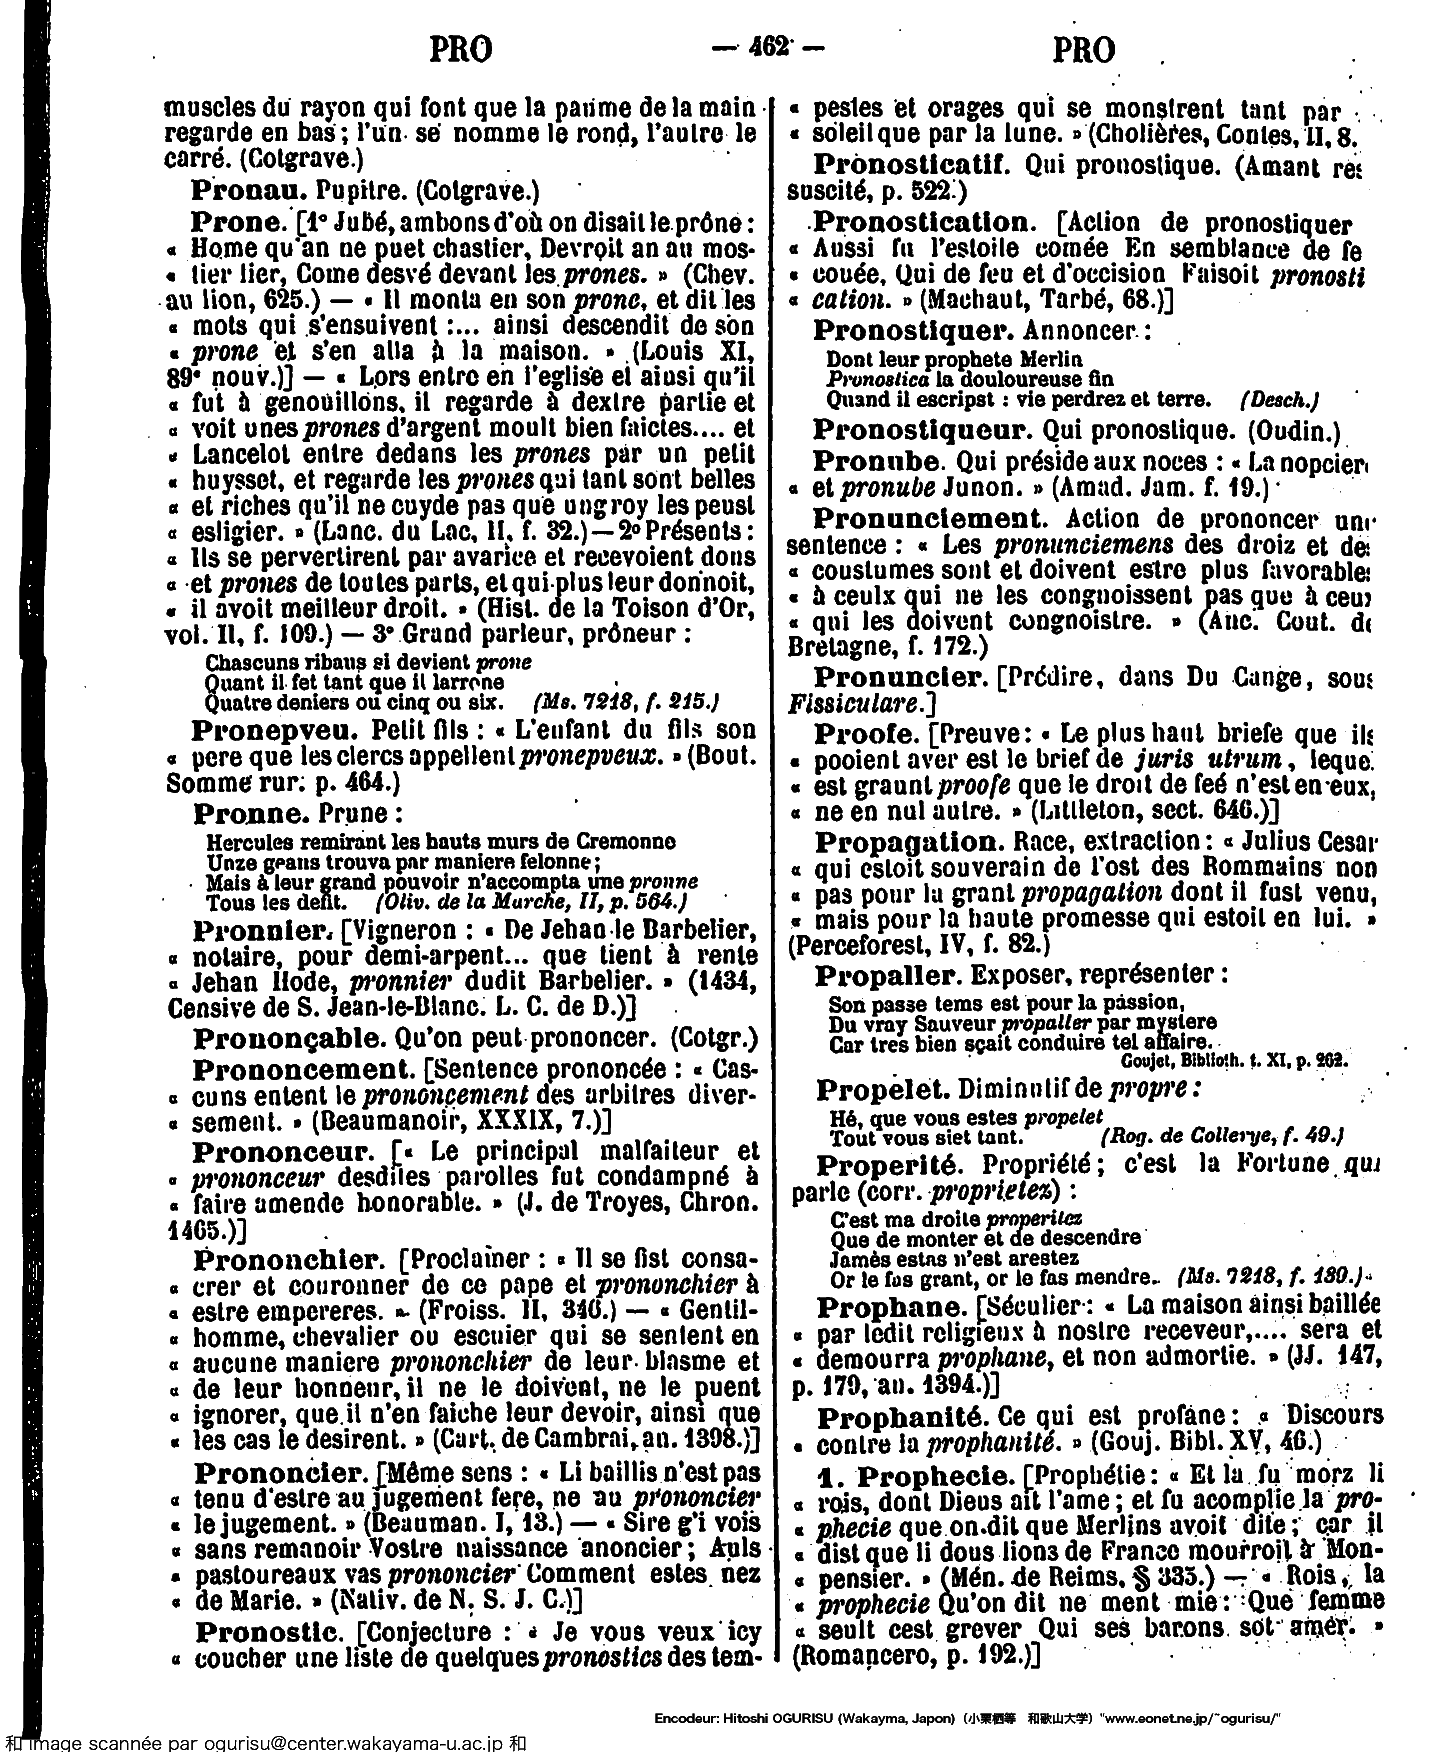 PRO
— 462 —
PRO
muscles du rayon qui font que la paume de la main
regarde en bas ; l'un se nomme le rond, l'autre le
carré. (Cotgrave.)
Pronau. Pupitre. (Cotgrave.)
Prone. [1° Jubé, ambons d'où on disait le prône :
« Home qu'an ne puet chastier, Devroit an au mos-
« tier lier, Come desvé devant les prones. » (Chev.
au lion, 625.) — « Il monta en son prone, et dit les
« mots qui s'ensuivent :... ainsi descendit de son
« prone et s'en alla à la maison. » (Louis XI,
89e nouv.)] — « Lors entre en l'eglise et ainsi qu'il
« fut à genouillons, il regarde à dextre partie et
« voit unes prones d'argent moult bien faictes.... et
« Lancelot entre dedans les prones par un petit
« huysset, et regarde les prones qui tant sont belles
« et riches qu'il ne cuyde pas que ung roy les peust
« esligier. » (Lanc. du Lac, II, f. 32.) — 2° Présents :
« Ils se pervertirent par avarice et recevoient dons
« et prones de toutes parts, et qui plus leur donnoit,
« il avoit meilleur droit. » (Hist. de la Toison d'Or,
vol. II, f. 109.) — 3° Grand parleur, prôneur :
Chascuns ribaus si devient prone
Quant il fet tant que il larrone
Quatre deniers ou cinq ou six. (Ms. 7218, f. 215.)
Pronepveu. Petit fils : « L'enfant du fils son
« pere que les clercs appellent pronepveux. » (Bout.
Somme rur. p. 464.)
Pronne. Prune :
Hercules remirant les hauts murs de Cremonne
Unze geans trouva par maniere felonne ;
Mais à leur grand pouvoir n'accompta une pronne
Tous les defit. (Oliv. de la Marche, II, p. 564.)
Pronnier. [Vigneron : « De Jehan le Barbelier,
« notaire, pour demi-arpent... que tient à rente
« Jehan Hode, pronnier dudit Barbelier. » (1434,
Censive de S. Jean-le-Blanc. L. C. de D.)]
Prononçable. Qu'on peut prononcer. (Cotgr.)
Prononcement. [Sentence prononcée : « Cas-
« cuns entent le prononcement des arbitres diver-
« sement. » (Beaumanoir, XXXIX, 7.)]
Prononceur. [« Le principal malfaiteur et
« prononceur desdites parolles fut condampné à
« faire amende honorable. » (J. de Troyes, Chron.
1465.)]
Prononchier. [Proclamer : « Il se fist consa-
« crer et couronner de ce pape et prononchier à
« estre empereres. » (Froiss. II, 346.) — « Gentil-
« homme, chevalier ou escuier qui se sentent en
« aucune maniere prononchier de leur blasme et
« de leur honneur, il ne le doivent, ne le puent
« ignorer, que il n'en faiche leur devoir, ainsi que
« les cas le desirent. » (Cart. de Cambrai, an. 1398.)]
Prononcier. [Même sens : « Li baillis n'est pas
« tenu d'estre au jugement fere, ne au prononcier
« le jugement. » (Beauman. I, 13.) — « Sire g'i vois
« sans remanoir Vostre naissance anoncier ; Auls
« pastoureaux vas prononcier Comment estes nez
« de Marie. » (Nativ. de N. S. J. C.)]
Pronostic. [Conjecture : « Je vous veux icy
« coucher une liste de quelques pronostics des tem-
« pestes et orages qui se monstrent tant par
« soleil que par la lune. » (Cholières, Contes, II, 8.
Pronosticatif. Qui pronostique. (Amant res
suscité, p. 522.)
Pronostication. [Action de pronostiquer
« Aussi fu l'estoile comée En semblance de fe
« couée, Qui de feu et d'occision Faisoit pronosti
« cation. » (Machaut, Tarbé, 68.)]
Pronostiquer. Annoncer :
Dont leur prophete Merlin
Pronostica la douloureuse fin
Quand il escripst : vie perdrez et terre. (Desch.)
Pronostiqueur. Qui pronostique. (Oudin.)
Pronube. Qui préside aux noces : « La nopciere
« et pronube Junon. » (Amad. Jam. f. 19.)
Pronunciement. Action de prononcer une
sentence : « Les pronunciemens des droiz et des
« coustumes sont et doivent estre plus favorables
« à ceulx qui ne les congnoissent pas que à ceux
« qui les doivent congnoistre. » (Anc. Cout. de
Bretagne, f. 172.)
Pronuncier. [Prédire, dans Du Cange, sous
Fissiculare.]
Proofe. [Preuve : « Le plus haut briefe que ils
« pooient aver est le brief de juris utrum, leque
« est graunt proofe que le droit de feé n'est en eux,
« ne en nul autre. » (Littleton, sect. 646.)]
Propagation. Race, extraction : « Julius Cesar
« qui estoit souverain de l'ost des Rommains non
« pas pour la grant propagation dont il fust venu,
« mais pour la haute promesse qui estoit en lui. »
(Perceforest, IV, f. 82.)
Propaller. Exposer, représenter :
Son passe tems est pour la passion,
Du vray Sauveur propaller par mystere
Car tres bien sçait conduire tel affaire.
Goujet, Biblioth. t. XI, p. 262.
Propelet. Diminutif de propre :
Hé, que vous estes propelet
Tout vous siet tant. (Rog. de Collerye, f. 49.)
Properité. Propriété ; c'est la Fortune qui
parle (corr. proprietez) :
C'est ma droite properitez
Que de monter et de descendre
Jamès estas n'est arestez
Or le fas grant, or le fas mendre. (Ms. 7218, f. 180.)
Prophane. [Séculier : « La maison ainsi baillée
« par ledit religieux à nostre receveur,.... sera et
« demourra prophane, et non admortie. » (JJ. 147,
p. 179, an. 1394.)]
Prophanité. Ce qui est profane : « Discours
« contre la prophanité. » (Gouj. Bibl. XV, 46.)
1. Prophecie. [Prophétie : « Et la fu morz li
« rois, dont Dieus ait l'ame ; et fu acomplie la pro-
« phecie que on dit que Merlins avoit dite ; car il
« dist que li dous lions de France mourroit à Mon-
« pensier. » (Mén. de Reims, § 335.) — « Rois, la
« prophecie Qu'on dit ne ment mie : Que femme
« seult cest grever Qui ses barons sot amer. »
(Romancero, p. 192.)]
Encodeur: Hitoshi OGURISU (Wakayma, Japon) (小栗栖等 和歌山大学) "www.eonet.ne.jp/~ogurisu/"
和 Image scannée par ogurisu@center.wakayama-u.ac.jp 和